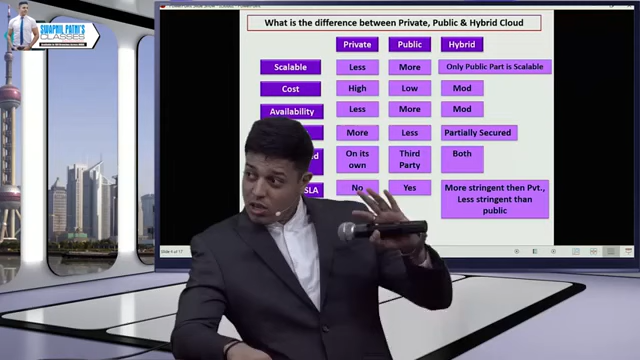 SWAPNIL PATNI'S
CLASSES
What is the difference between Private, Public & Hybrid Cloud
Private Public Hybrid
Scalable Less More Only Public Part is Scalable
Cost High Low Mod
Availability Less More Mod
More Less Partially Secured
On its own Third Party Both
SLA No Yes More stringent then Pvt.,
Less stringent than
public